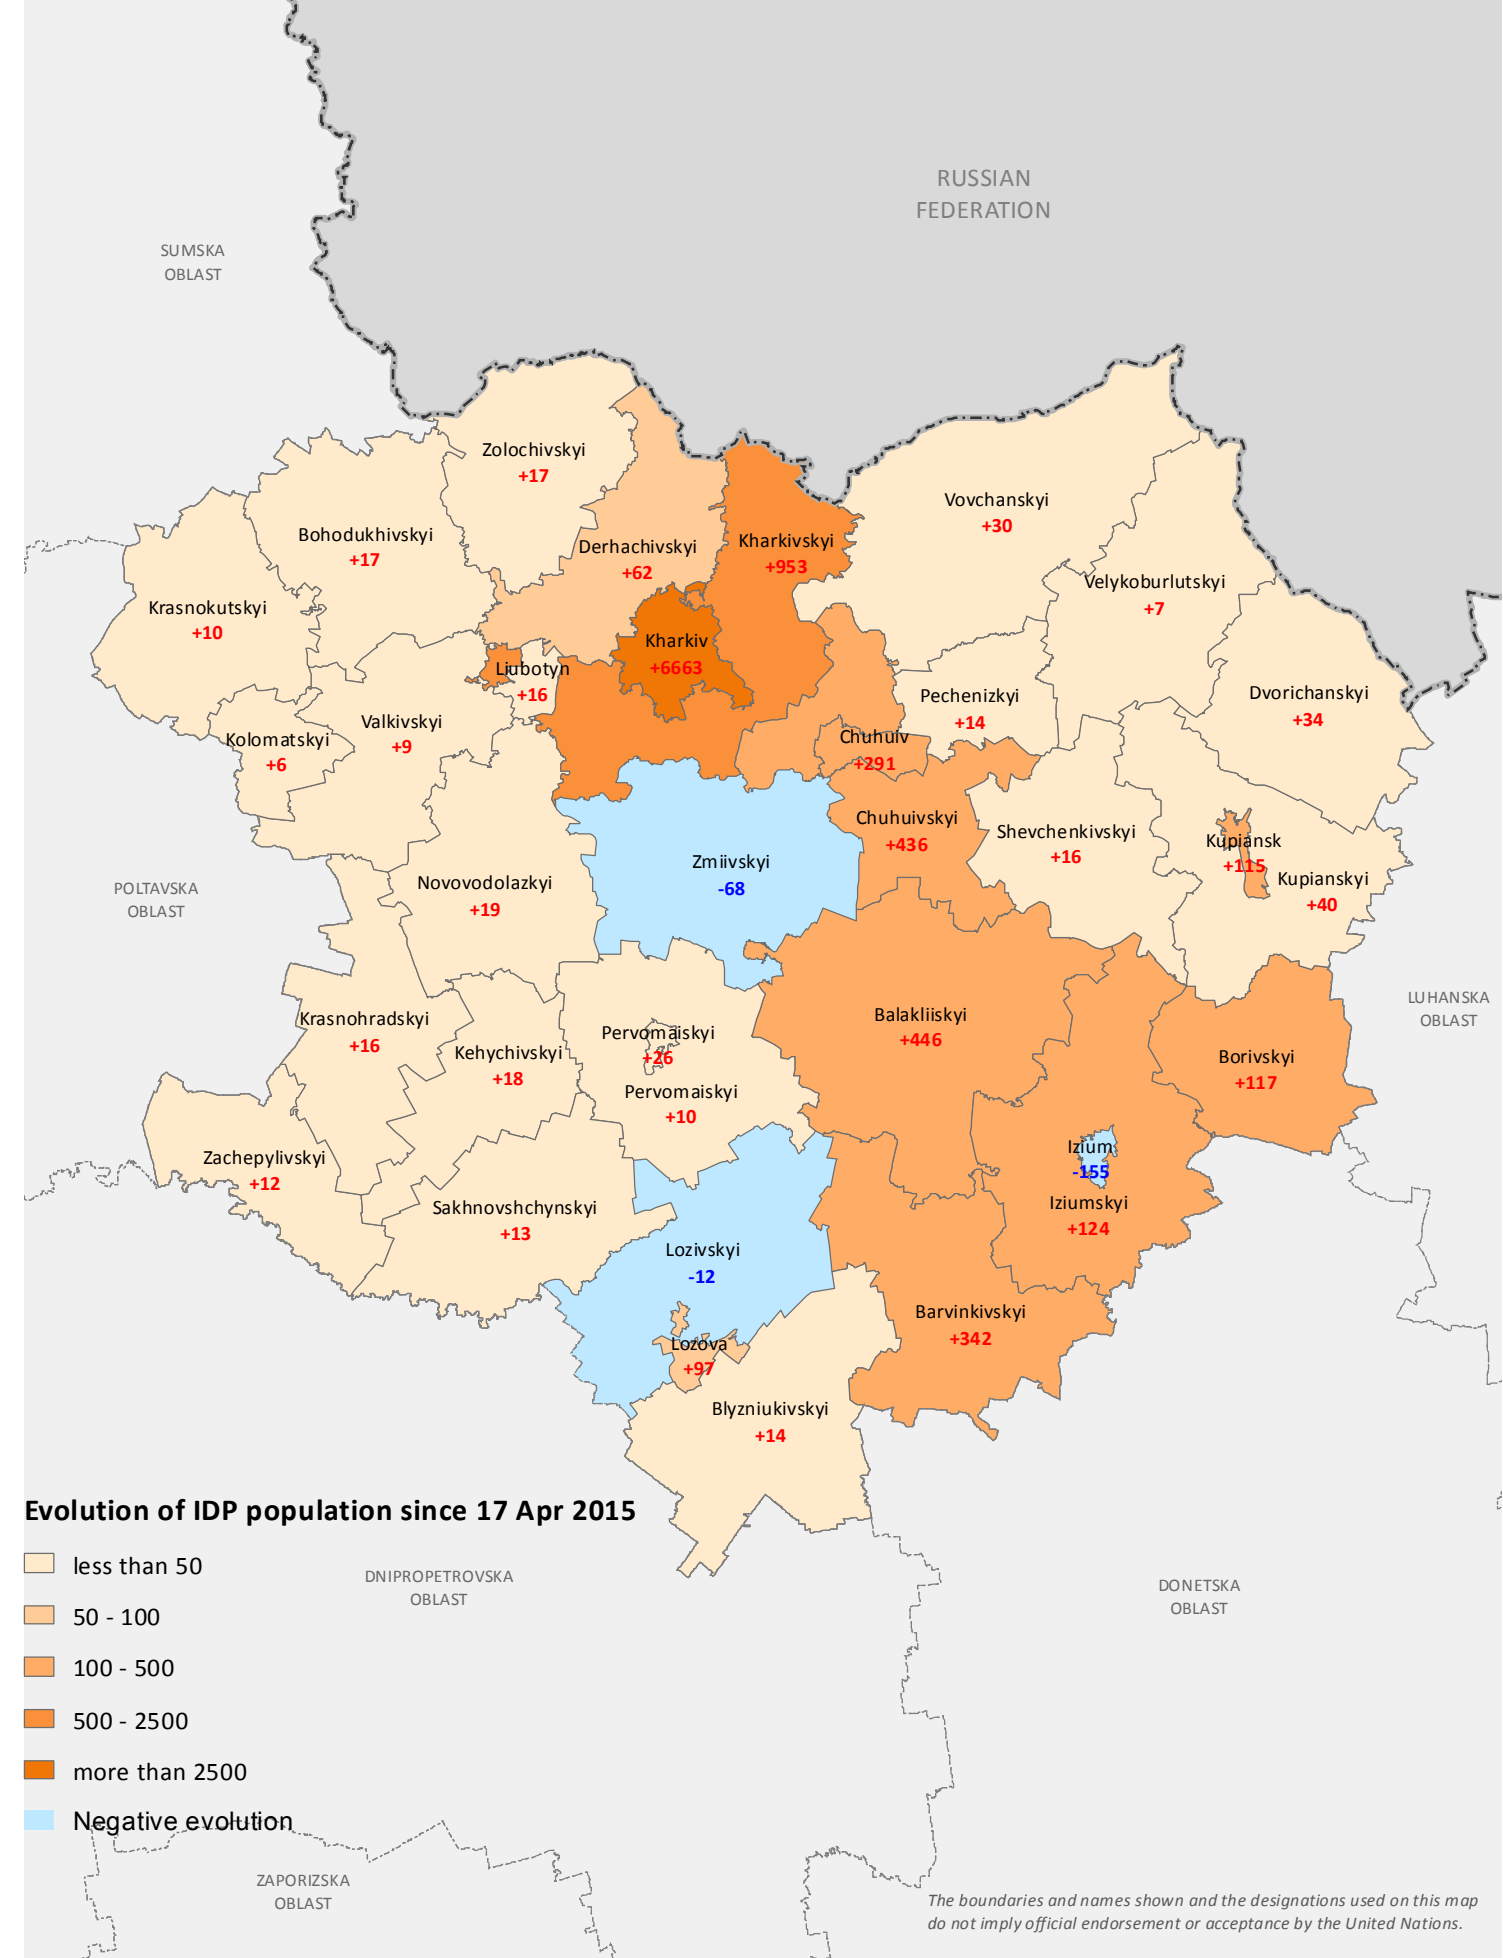 RUSSIAN
FEDERATION
SUMSKA
OBLAST
Zolochivskyi
+17
Vovchanskyi
+30
Bohodukhivskyi
+17
Derhachivskyi
+62
Kharkivskyi
+953
Velykoburlutskyi
+7
Krasnokutskyi
+10
Kharkiv
+6663
Liubotyn
+16
Pechenizkyi
+14
Dvorichanskyi
+34
Valkivskyi
+9
Kolomatskyi
+6
Chuhuiv
+291
Chuhuivskyi
+436
Shevchenkivskyi
+16
Kupiansk
+115
Kupianskyi
+40
Zmiivskyi
-68
POLTAVSKA
OBLAST
Novovodolazkyi
+19
LUHANSKA
OBLAST
Krasnohradskyi
+16
Balakliiskyi
+446
Pervomaiskyi
+26
Kehychivskyi
+18
Borivskyi
+117
Pervomaiskyi
+10
Izium
-155
Zachepylivskyi
+12
Iziumskyi
+124
Sakhnovshchynskyi
+13
Lozivskyi
-12
Barvinkivskyi
+342
Lozova
+97
Blyzniukivskyi
+14
Evolution of IDP population since 17 Apr 2015
less than 50
50 - 100
100 - 500
500 - 2500
more than 2500
Negative evolution
DNIPROPETROVSKA
OBLAST
DONETSKA
OBLAST
ZAPORIZSKA
OBLAST
The boundaries and names shown and the designations used on this map
do not imply official endorsement or acceptance by the United Nations.